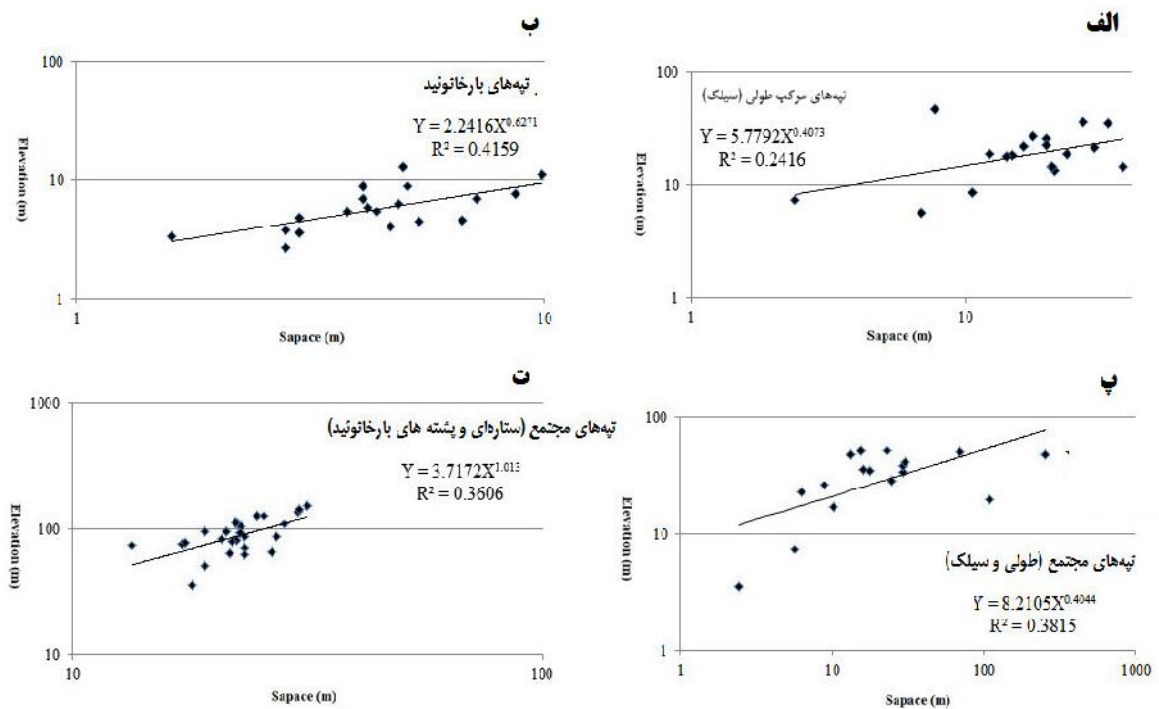 الف
تپه‌های مرکب طولی (سیلک)
Y = 5.7792X^0.4073
R² = 0.2416
100
10
1
Elevation (m)
1
10
Sapace (m)
ب
تپه‌های بارخانوئید
Y = 2.2416X^0.6271
R² = 0.4159
100
10
1
Elevation (m)
1
10
Sapace (m)
پ
100
10
1
Elevation (m)
تپه‌های مجتمع (طولی و سیلک)
Y = 8.2105X^0.4044
R² = 0.3815
1
10
100
1000
Sapace (m)
ت
تپه‌های مجتمع (ستاره‌ای و پشته های بارخانوئید)
Y = 3.7172X^1.013
R² = 0.3606
1000
100
10
Elevation (m)
10
100
Sapace (m)